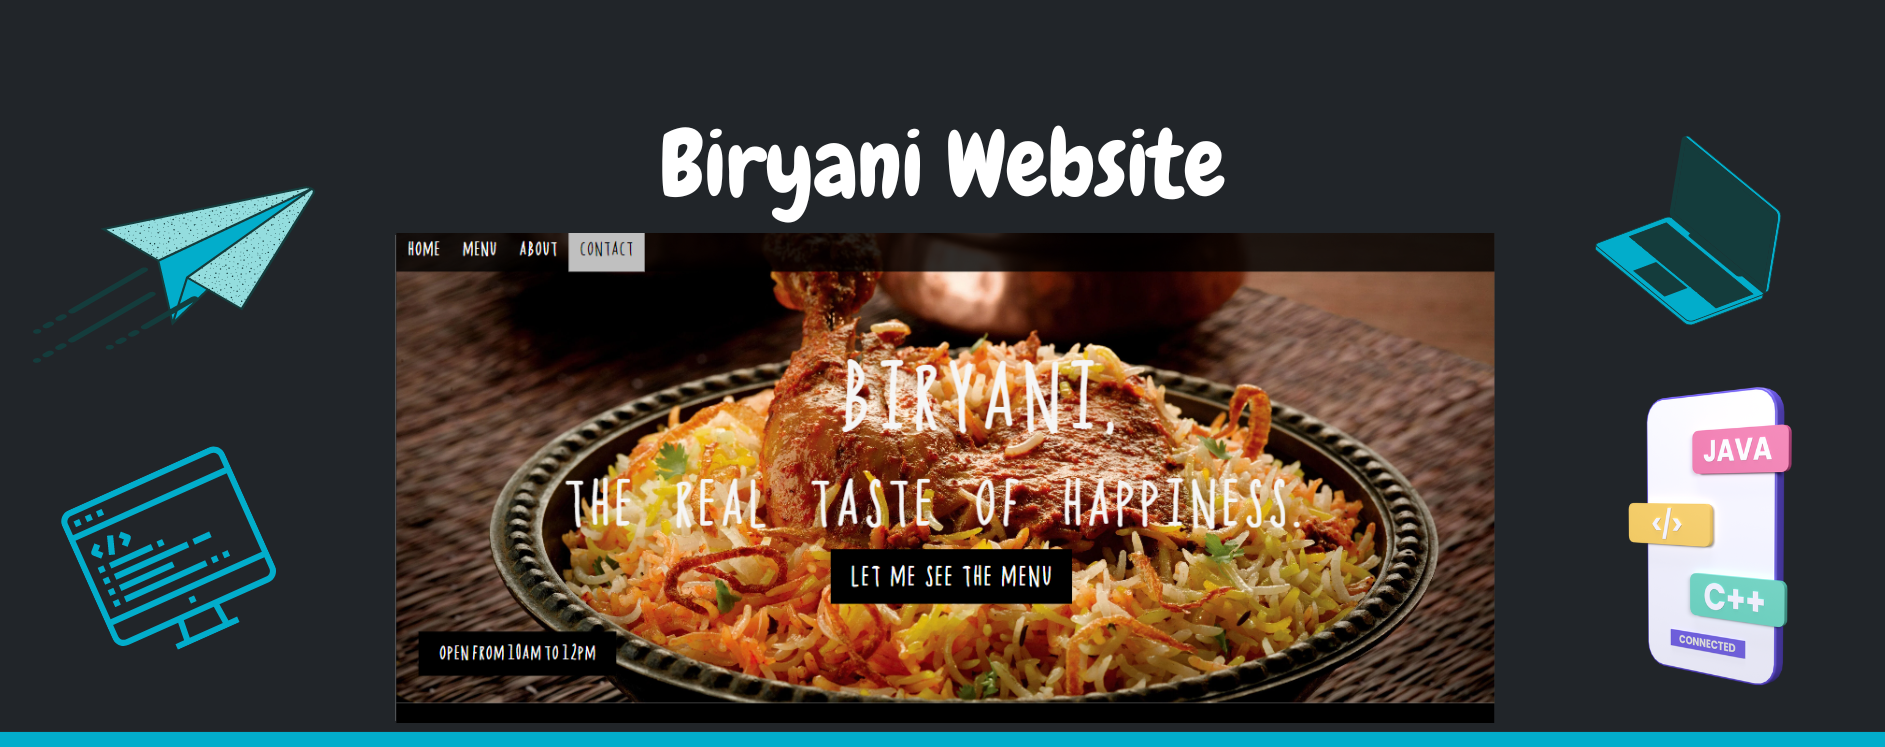 Biryani Website
HOME MENU ABOUT CONTACT
BIRYANI,
THE REAL TASTE OF HAPPINESS.
LET ME SEE THE MENU
OPEN FROM 10AM TO 12PM
JAVA
</>
C++
CONNECTED
</>